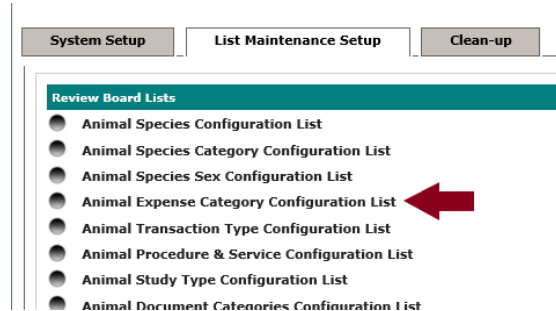 System Setup
List Maintenance Setup
Clean-up
Review Board Lists
Animal Species Configuration List
Animal Species Category Configuration List
Animal Species Sex Configuration List
Animal Expense Category Configuration List
Animal Transaction Type Configuration List
Animal Procedure & Service Configuration List
Animal Study Type Configuration List
Animal Document Categories Configuration List